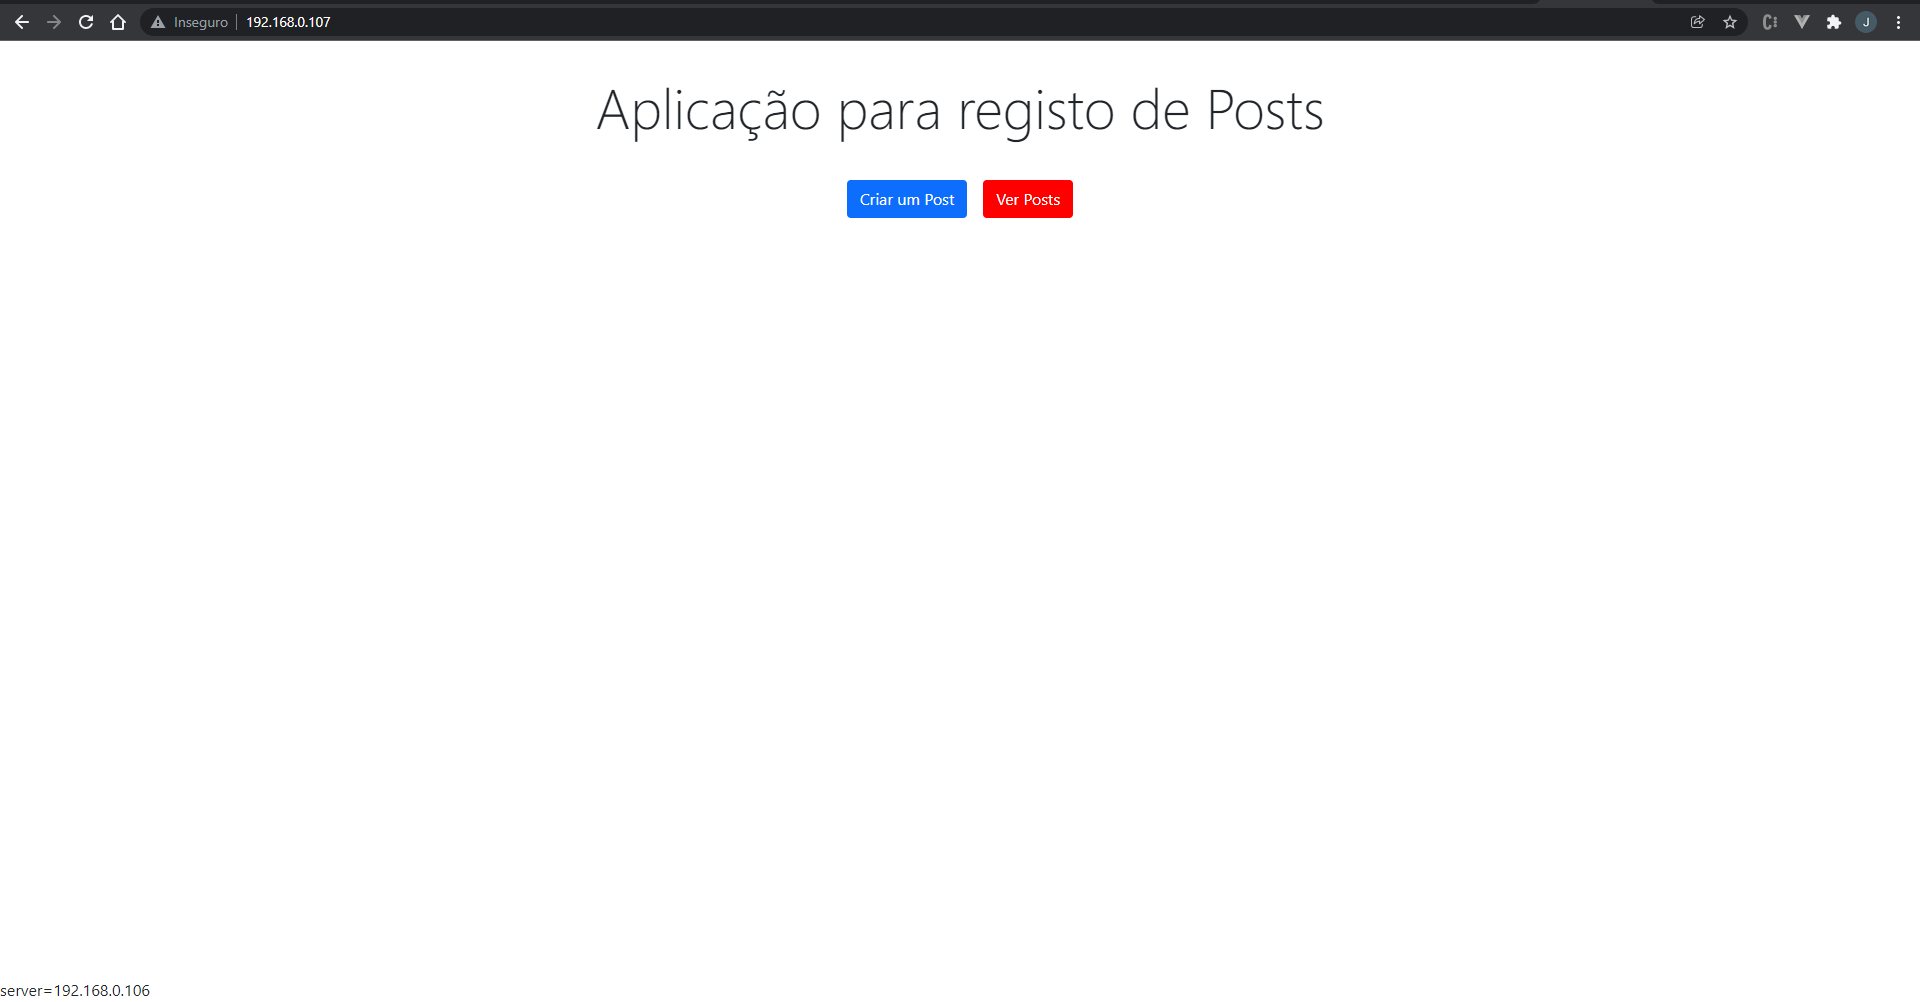 Inseguro 192.168.0.107
J
Aplicação para registo de Posts
Criar um Post Ver Posts
server=192.168.0.106